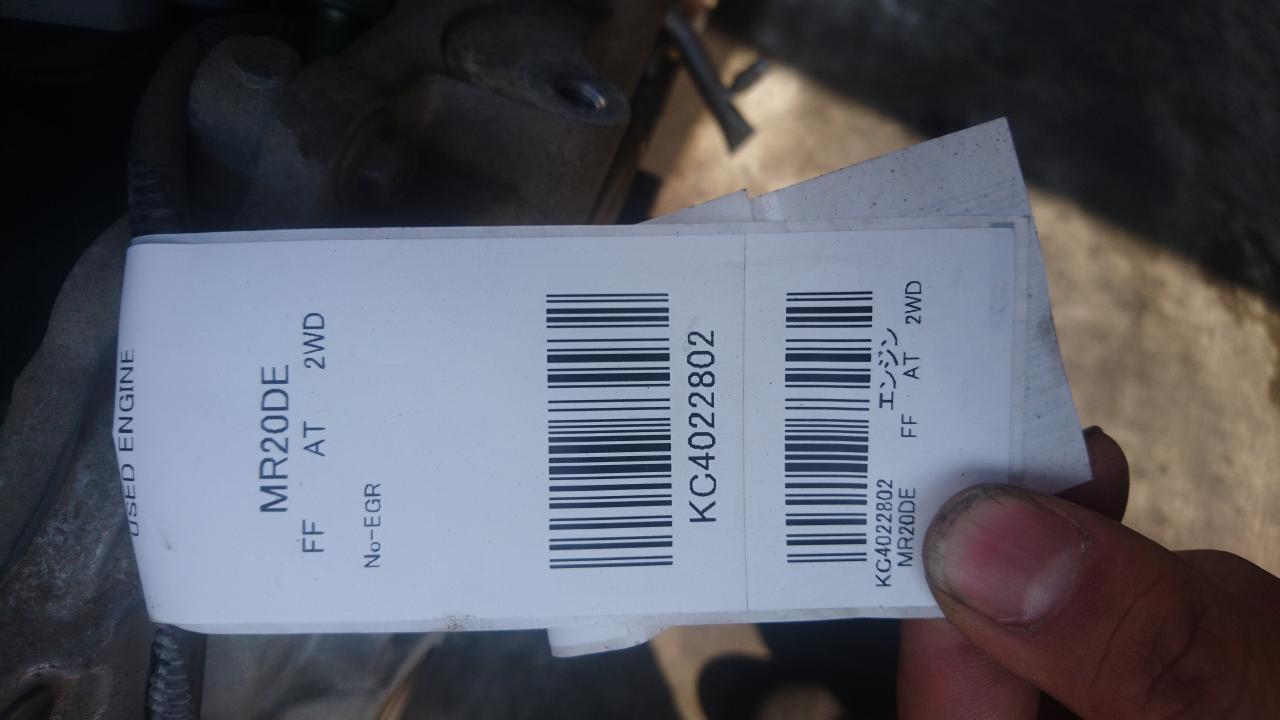 USED ENGINE
MR20DE
FF AT 2WD
No-EGR
KC4022802
KC4022802 エンジン
MR20DE FF AT 2WD